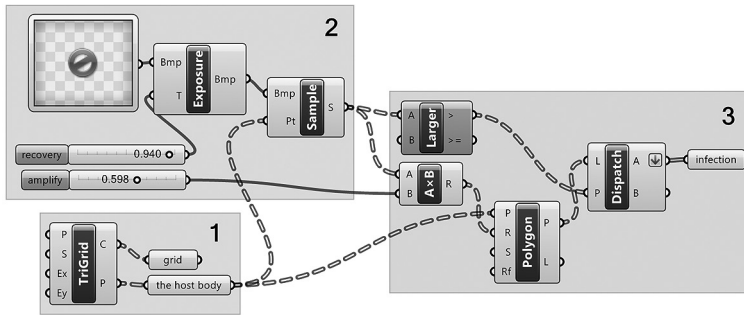 2
Bmp
T
Exposure
Bmp
Bmp
Pt
Sample
S
recovery
0.940
amplify
0.598
1
P
S
Ex
Ey
TriGrid
C
P
grid
the host body
3
A
B
Larger
>
>=
A
B
A×B
R
P
R
S
Rf
Polygon
P
L
L
P
Dispatch
A
B
infection